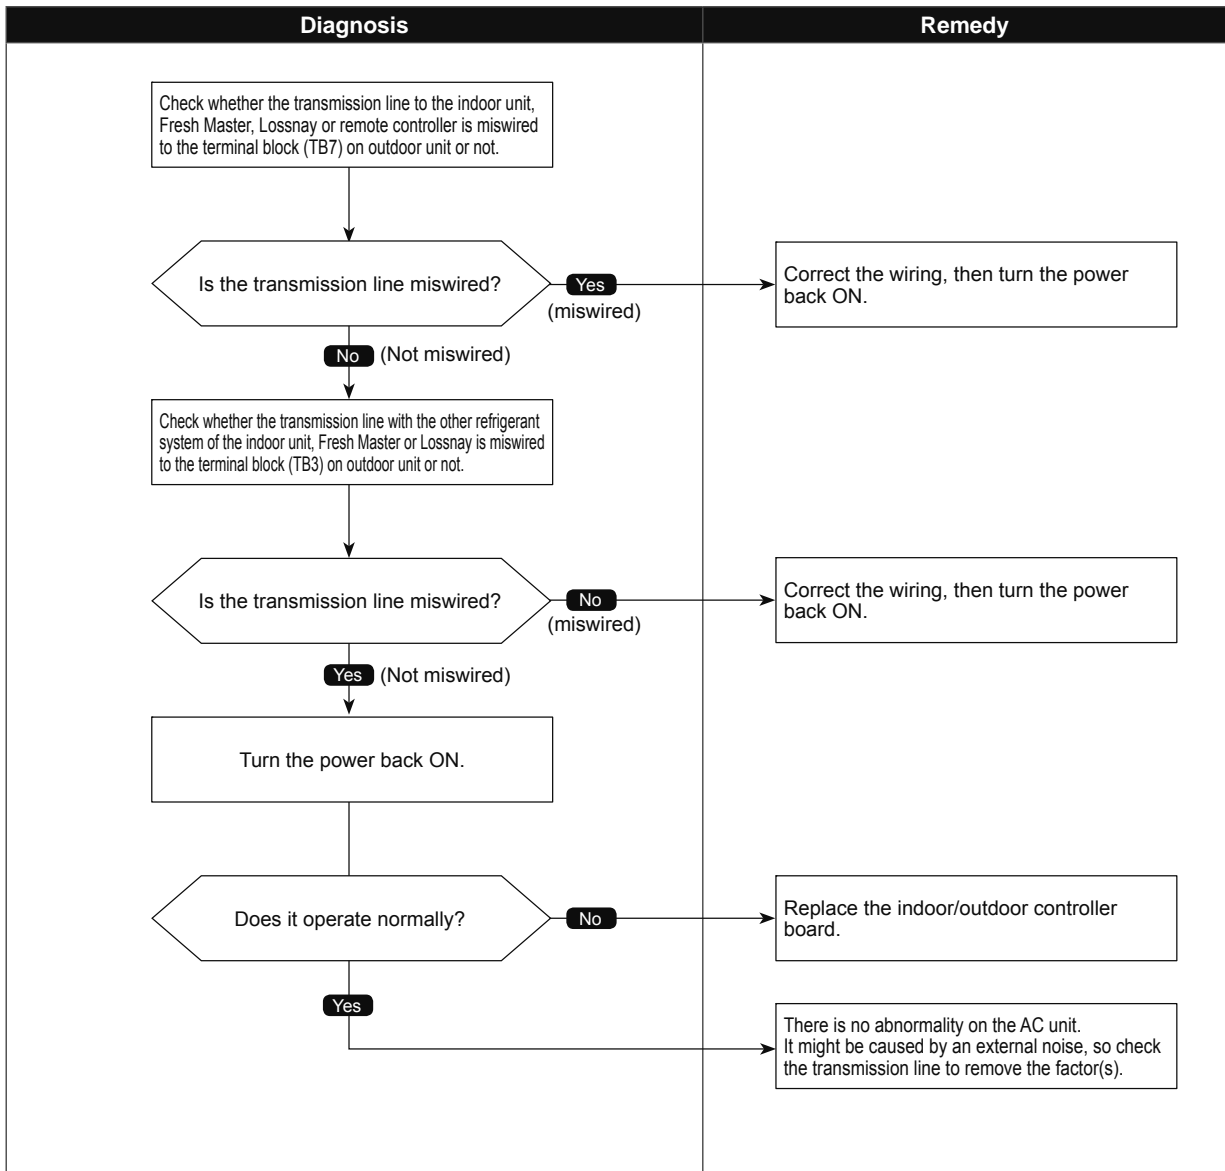 Diagnosis
Remedy
Check whether the transmission line to the indoor unit,
Fresh Master, Lossnay or remote controller is miswired
to the terminal block (TB7) on outdoor unit or not.
Is the transmission line miswired?
Yes
(miswired)
Correct the wiring, then turn the power
back ON.
No (Not miswired)
Check whether the transmission line with the other refrigerant
system of the indoor unit, Fresh Master or Lossnay is miswired
to the terminal block (TB3) on outdoor unit or not.
Is the transmission line miswired?
No
(miswired)
Correct the wiring, then turn the power
back ON.
Yes (Not miswired)
Turn the power back ON.
Does it operate normally?
No
Replace the indoor/outdoor controller
board.
Yes
There is no abnormality on the AC unit.
It might be caused by an external noise, so check
the transmission line to remove the factor(s).